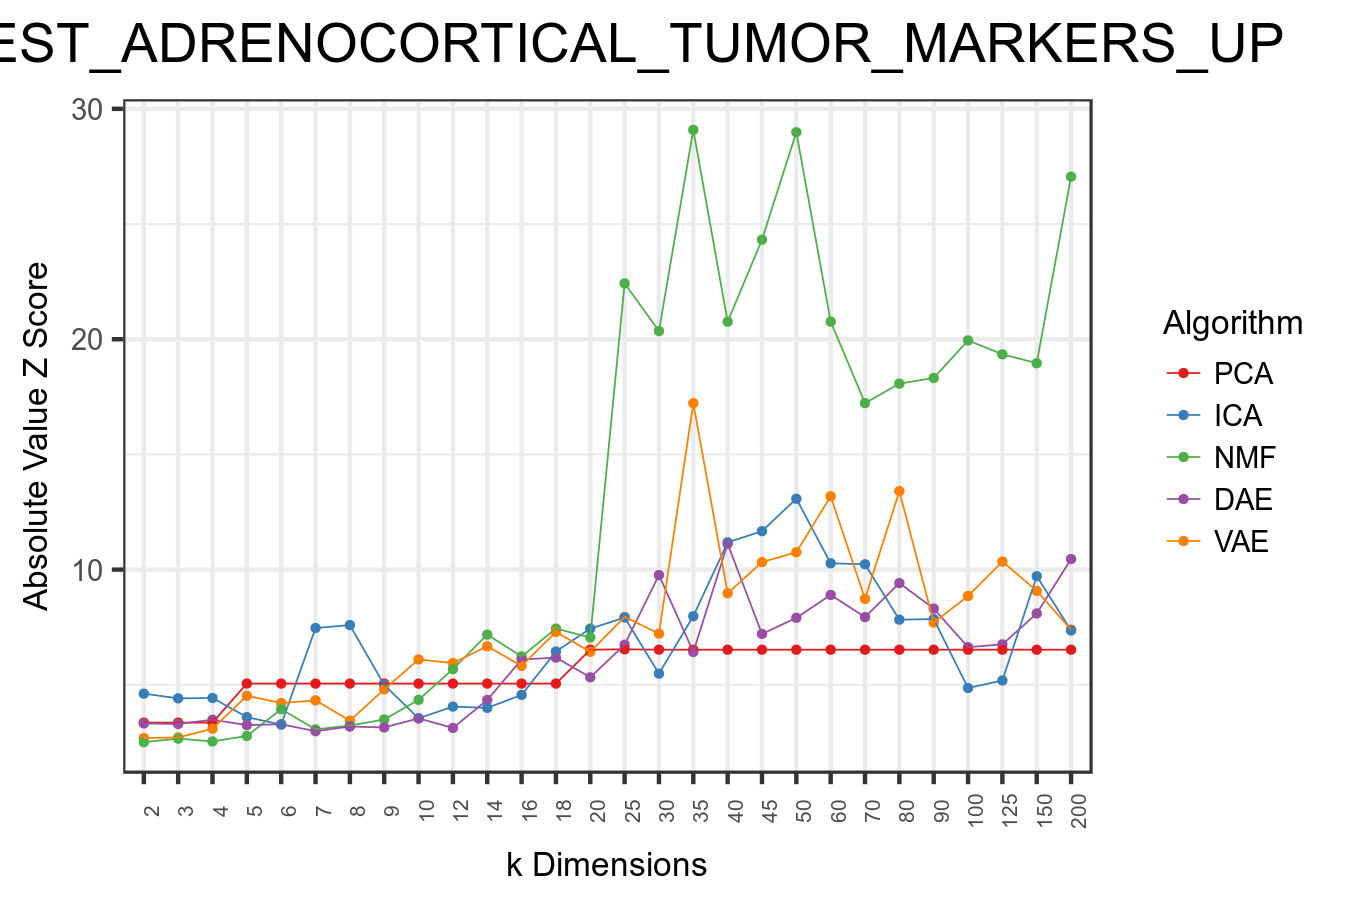 EST_ADRENOCORTICAL_TUMOR_MARKERS_UP
30
20
10
Absolute Value Z Score
2 3 4 5 6 7 8 9 10 12 14 16 18 20 25 30 35 40 45 50 60 70 80 90 100 125 150 200
k Dimensions
Algorithm
PCA
ICA
NMF
DAE
VAE